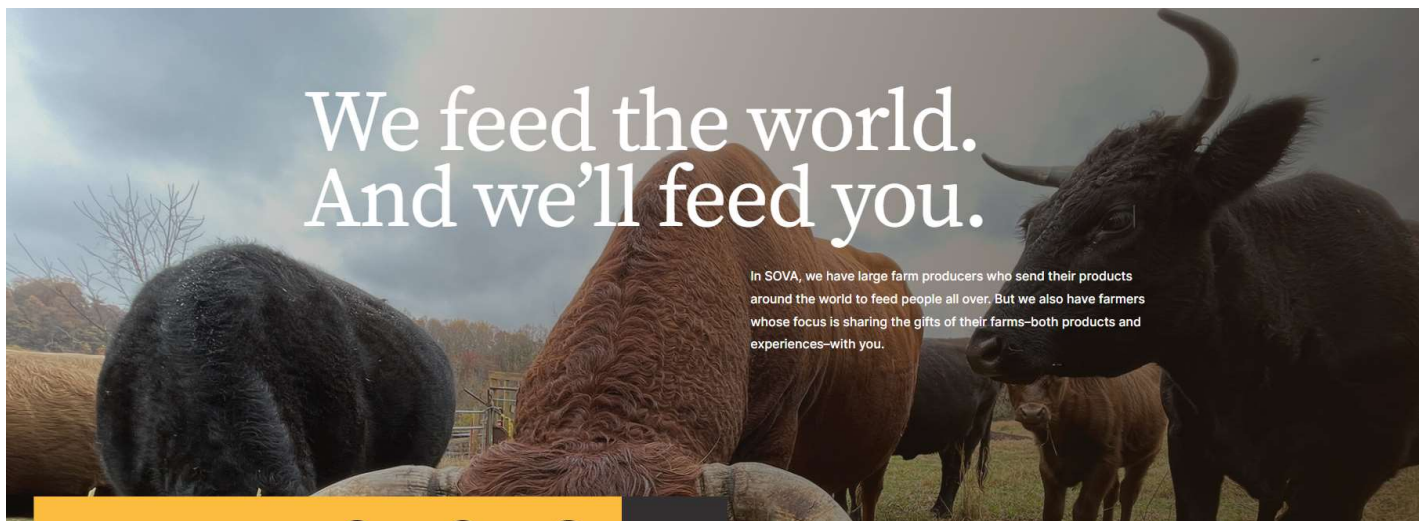 We feed the world.
And we’ll feed you.
In SOVA, we have large farm producers who send their products
around the world to feed people all over. But we also have farmers
whose focus is sharing the gifts of their farms–both products and
experiences–with you.